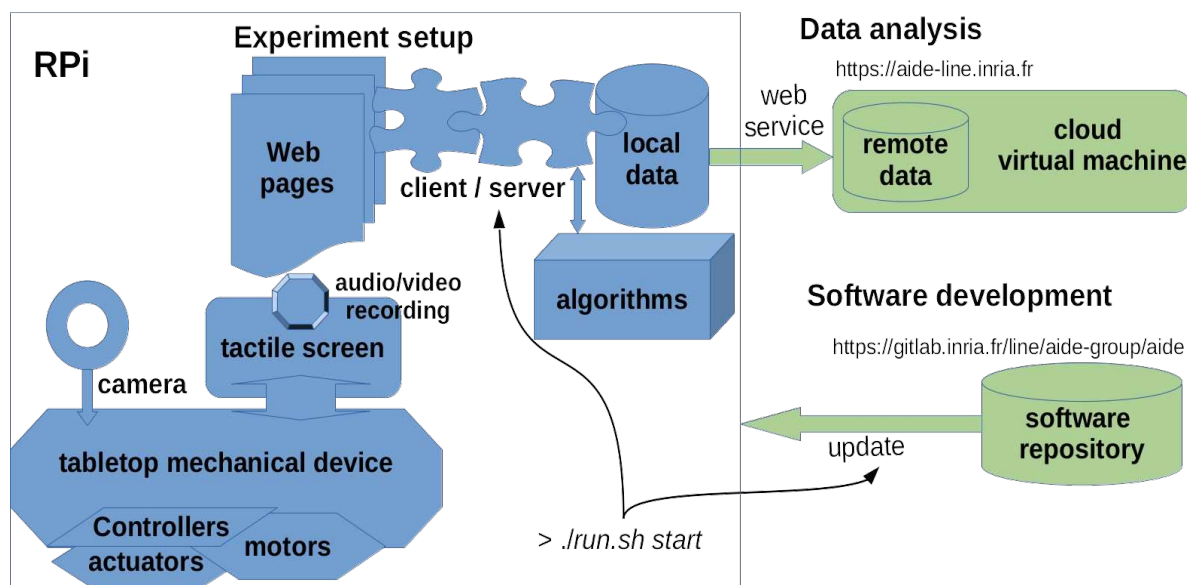 RPi
Experiment setup
Web
pages
client / server
local
data
algorithms
audio/video
recording
tactile screen
camera
tabletop mechanical device
Controllers
actuators
motors
> ./run.sh start
Data analysis
https://aide-line.inria.fr
web
service
remote
data
cloud
virtual machine
Software development
https://gitlab.inria.fr/line/aide-group/aide
update
software
repository